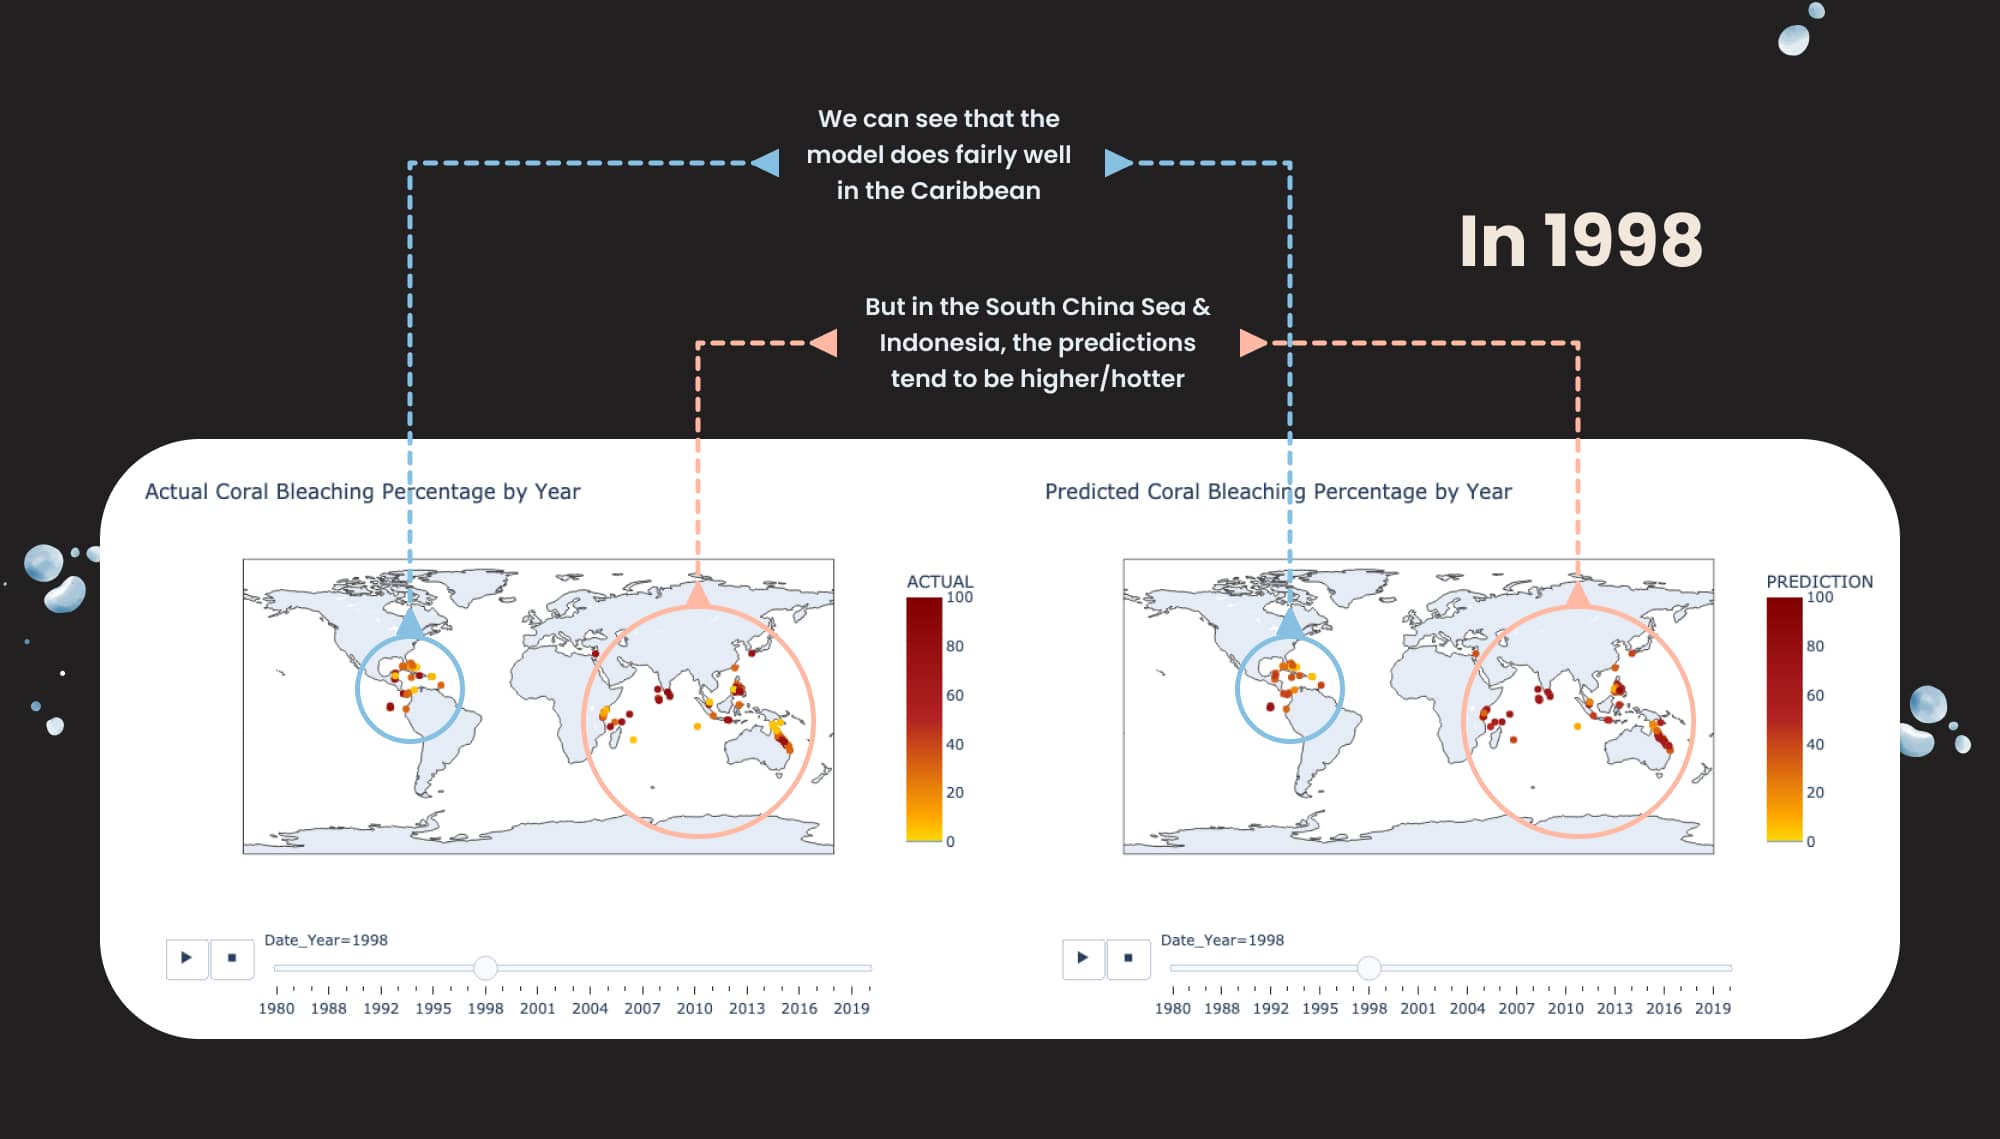 We can see that the
model does fairly well
in the Caribbean
In 1998
But in the South China Sea &
Indonesia, the predictions
tend to be higher/hotter
Actual Coral Bleaching Percentage by Year
ACTUAL
100
80
60
40
20
0
Date_Year=1998
1980 1988 1992 1995 1998 2001 2004 2007 2010 2013 2016 2019
Predicted Coral Bleaching Percentage by Year
PREDICTION
100
80
60
40
20
0
Date_Year=1998
1980 1988 1992 1995 1998 2001 2004 2007 2010 2013 2016 2019